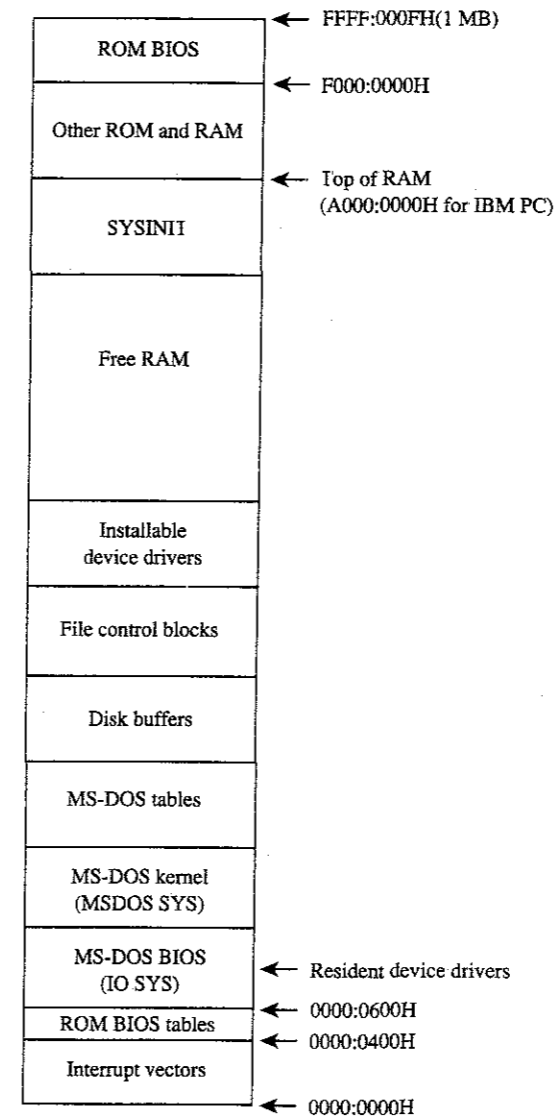 FFFF:000FH(1 MB)
ROM BIOS
F000:0000H
Other ROM and RAM
Top of RAM
(A000:0000H for IBM PC)
SYSINIT
Free RAM
Installable
device drivers
File control blocks
Disk buffers
MS-DOS tables
MS-DOS kernel
(MSDOS SYS)
MS-DOS BIOS
(IO SYS)
Resident device drivers
0000:0600H
ROM BIOS tables
0000:0400H
Interrupt vectors
0000:0000H